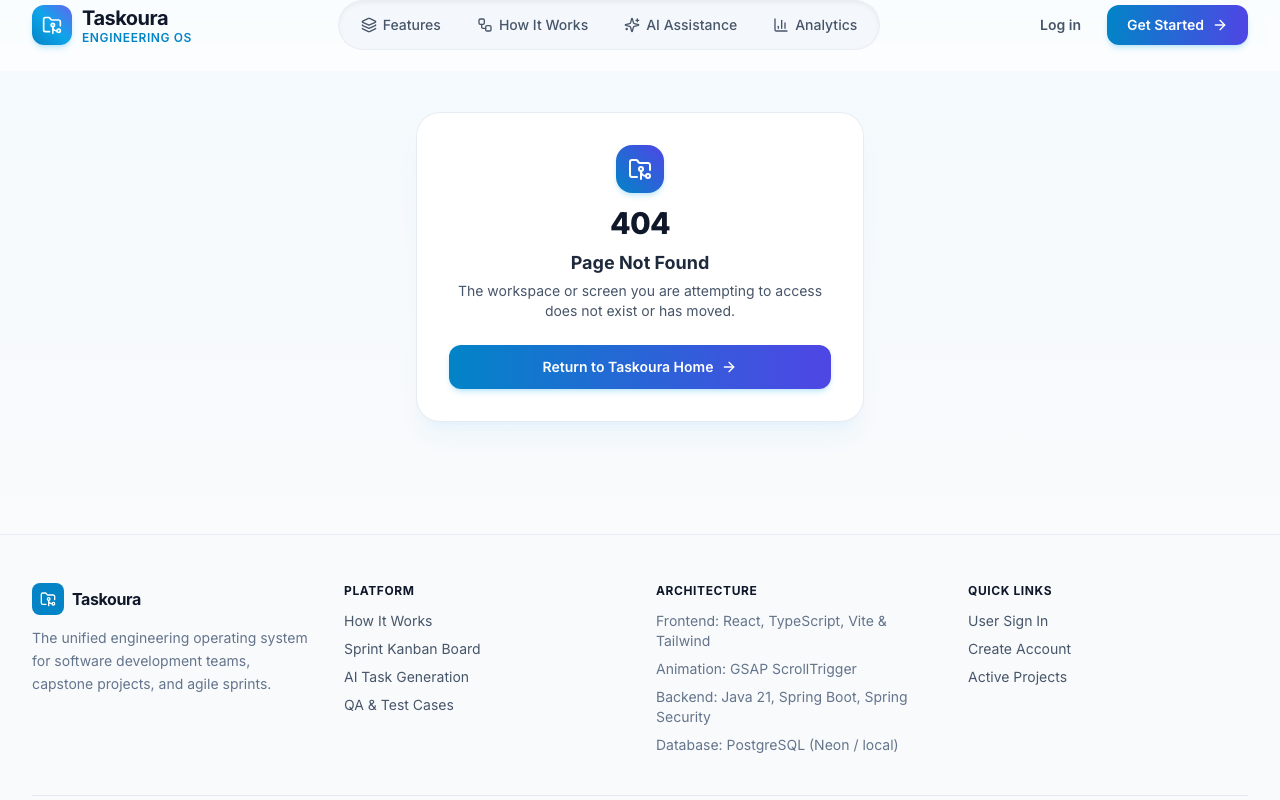 Taskoura
ENGINEERING OS
Features
How It Works
AI Assistance
Analytics
Log in
Get Started
404
Page Not Found
The workspace or screen you are attempting to access
does not exist or has moved.
Return to Taskoura Home
Taskoura
The unified engineering operating system
for software development teams,
capstone projects, and agile sprints.
PLATFORM
How It Works
Sprint Kanban Board
AI Task Generation
QA & Test Cases
ARCHITECTURE
Frontend: React, TypeScript, Vite &
Tailwind
Animation: GSAP ScrollTrigger
Backend: Java 21, Spring Boot, Spring
Security
Database: PostgreSQL (Neon / local)
QUICK LINKS
User Sign In
Create Account
Active Projects